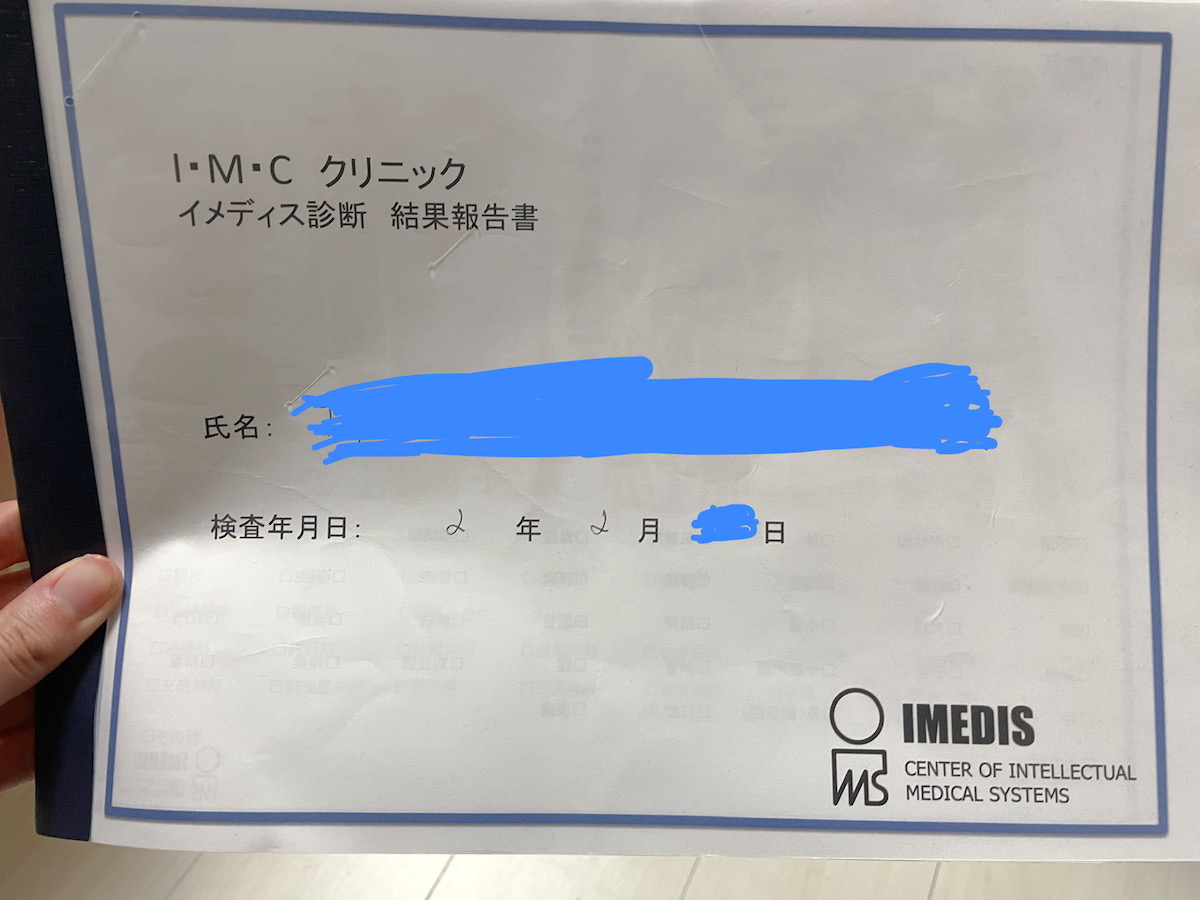 I・M・C クリニック
イメディス診断 結果報告書
氏名：
検査年月日： 2 年 2 月 日
IMEDIS
MS
CENTER OF INTELLECTUAL
MEDICAL SYSTEMS